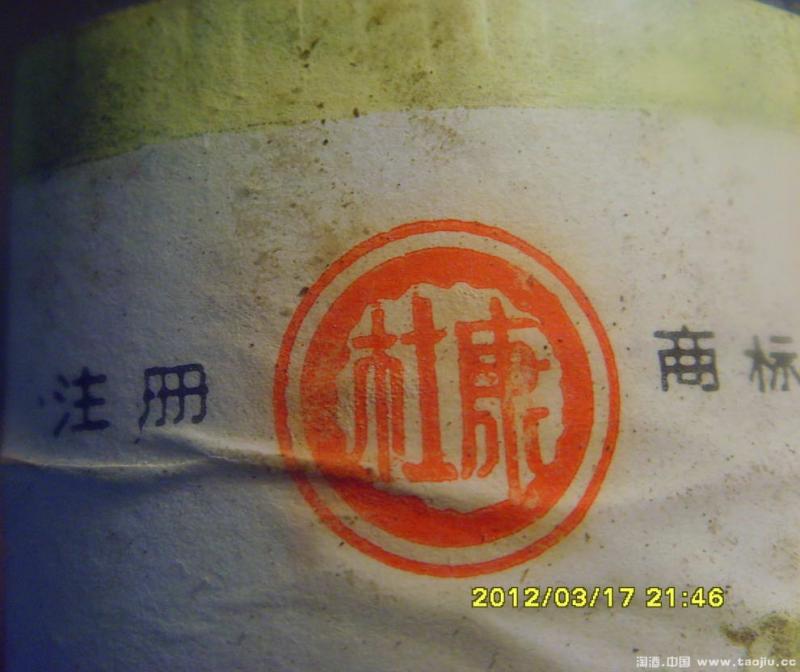 注册 杜康 商标
2012/03/17 21:46
淘酒.中国 www.taojiu.cc